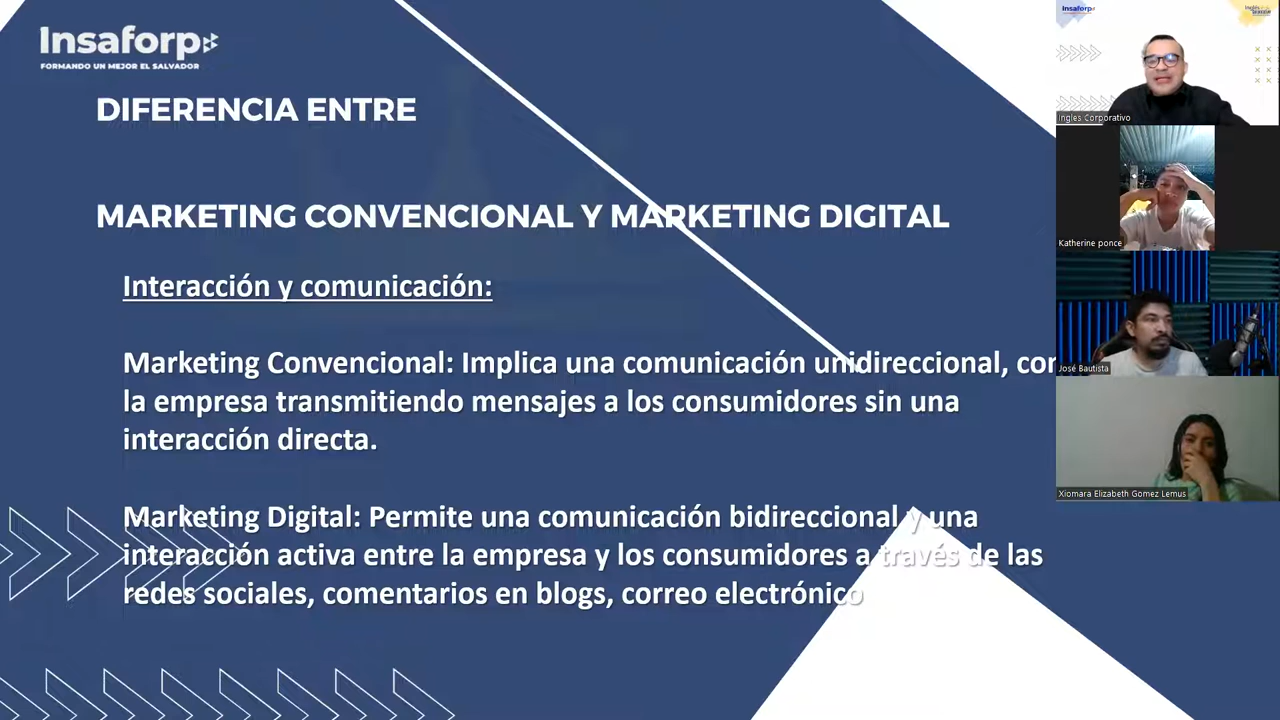 Insaforp
FORMANDO UN MEJOR EL SALVADOR
DIFERENCIA ENTRE
MARKETING CONVENCIONAL Y MARKETING DIGITAL
Interacción y comunicación:
Marketing Convencional: Implica una comunicación unidireccional, con
la empresa transmitiendo mensajes a los consumidores sin una
interacción directa.
Marketing Digital: Permite una comunicación bidireccional y una
interacción activa entre la empresa y los consumidores a través de las
redes sociales, comentarios en blogs, correo electrónico
Insaforp
Ingles Corporativo
Katherine ponce
José Bautista
Xiomara Elizabeth Gomez Lemus